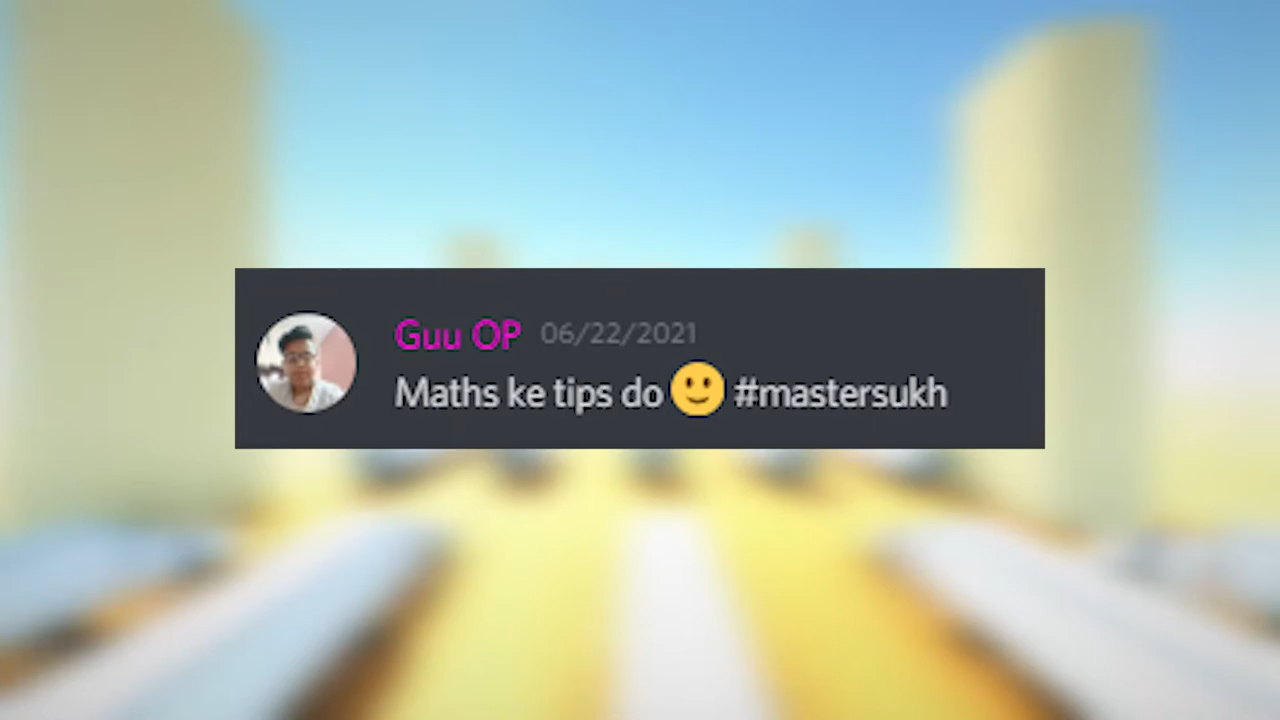 Guu OP 06/22/2021
Maths ke tips do 🙂 #mastersukh